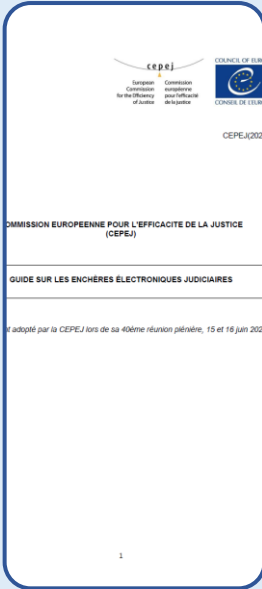 cepej
European Commission
Commission européenne
for the Efficiency pour l'efficacité
of Justice de la justice
COUNCIL OF EUR
CONSEIL DE L'EUR
CEPEJ(202
OMMISSION EUROPEENNE POUR L'EFFICACITE DE LA JUSTICE
(CEPEJ)
GUIDE SUR LES ENCHÈRES ÉLECTRONIQUES JUDICIAIRES
nt adopté par la CEPEJ lors de sa 40ème réunion plénière, 15 et 16 juin 202
1